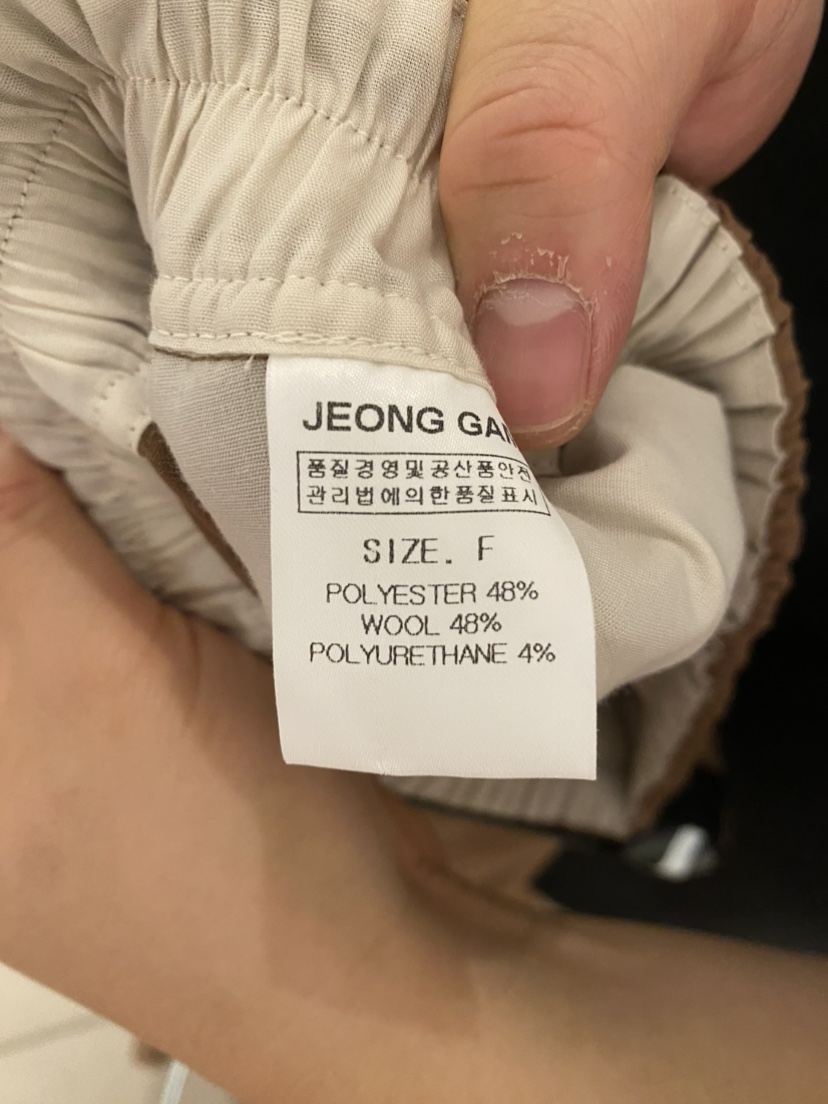 JEONG
품질경영및공산품안전
관리법에의한품질표시
SIZE. F
POLYESTER 48%
WOOL 48%
POLYURETHANE 4%